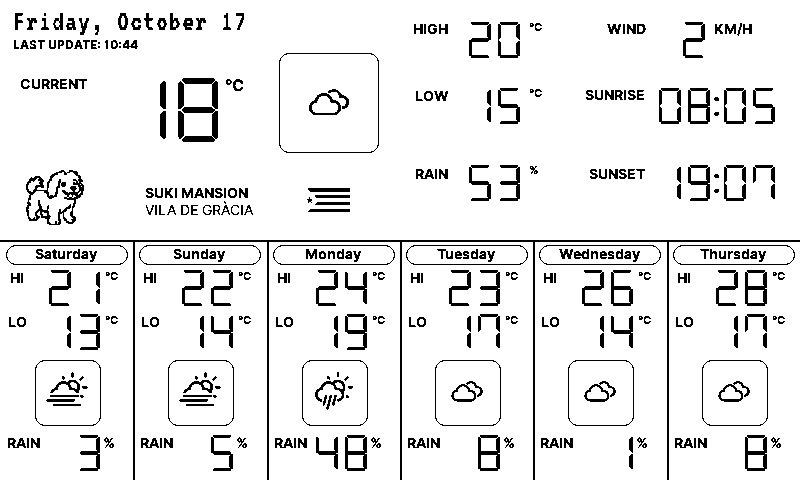 Friday, October 17
LAST UPDATE: 10:44
CURRENT 18 °C
HIGH 20 °C
WIND 2 KM/H
LOW 15 °C
SUNRISE 08:05
RAIN 53 %
SUNSET 19:07
SUKI MANSION
VILA DE GRÀCIA
Saturday
HI 21 °C
LO 13 °C
RAIN 3 %
Sunday
HI 22 °C
LO 14 °C
RAIN 5 %
Monday
HI 24 °C
LO 19 °C
RAIN 48 %
Tuesday
HI 23 °C
LO 17 °C
RAIN 8 %
Wednesday
HI 26 °C
LO 14 °C
RAIN 1 %
Thursday
HI 28 °C
LO 17 °C
RAIN 8 %